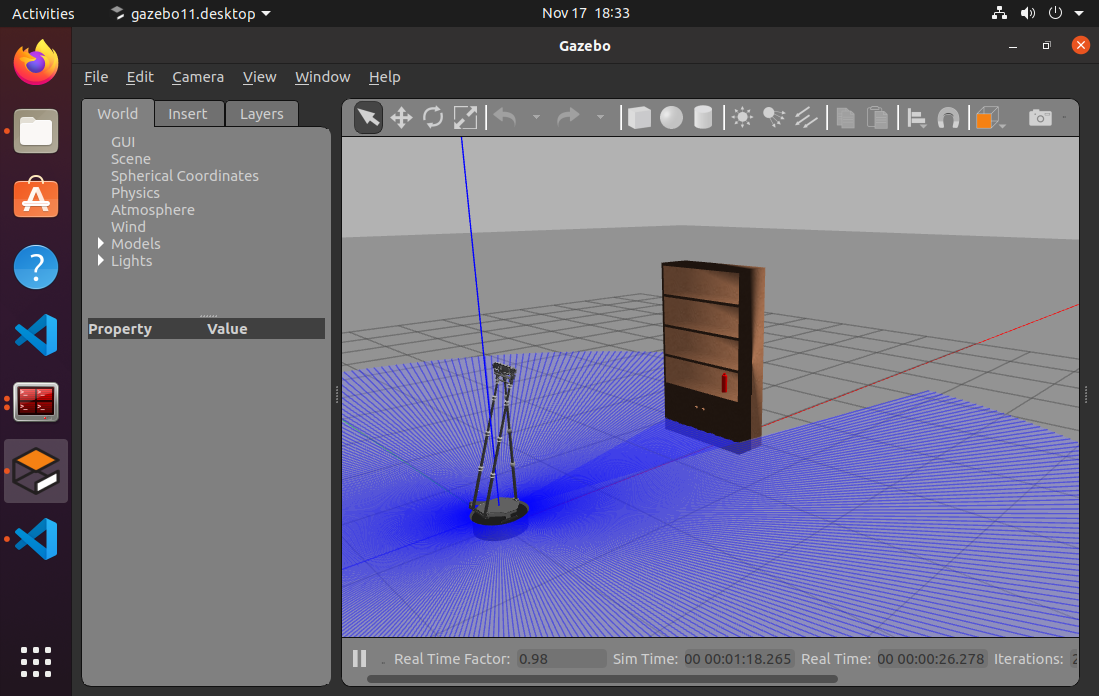 Activities gazebo11.desktop Nov 17 18:33
Gazebo
File Edit Camera View Window Help
World Insert Layers
GUI
Scene
Spherical Coordinates
Physics
Atmosphere
Wind
Models
Lights
Property Value
Real Time Factor: 0.98 Sim Time: 00 00:01:18.265 Real Time: 00 00:00:26.278 Iterations: